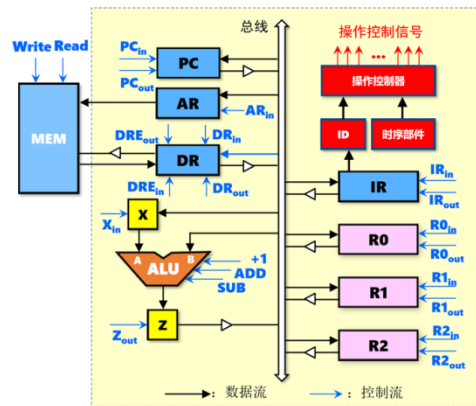 总线
操作控制信号
Write Read
PCin
PC
PCout
AR
ARin
MEM
操作控制器
ID
时序部件
DREout
DRin
DR
DREin
DRout
IR
IRin
IRout
X
Xin
A
B
ALU
+1
ADD
SUB
R0
R0in
R0out
R1
R1in
R1out
Z
Zout
R2
R2in
R2out
：数据流
：控制流